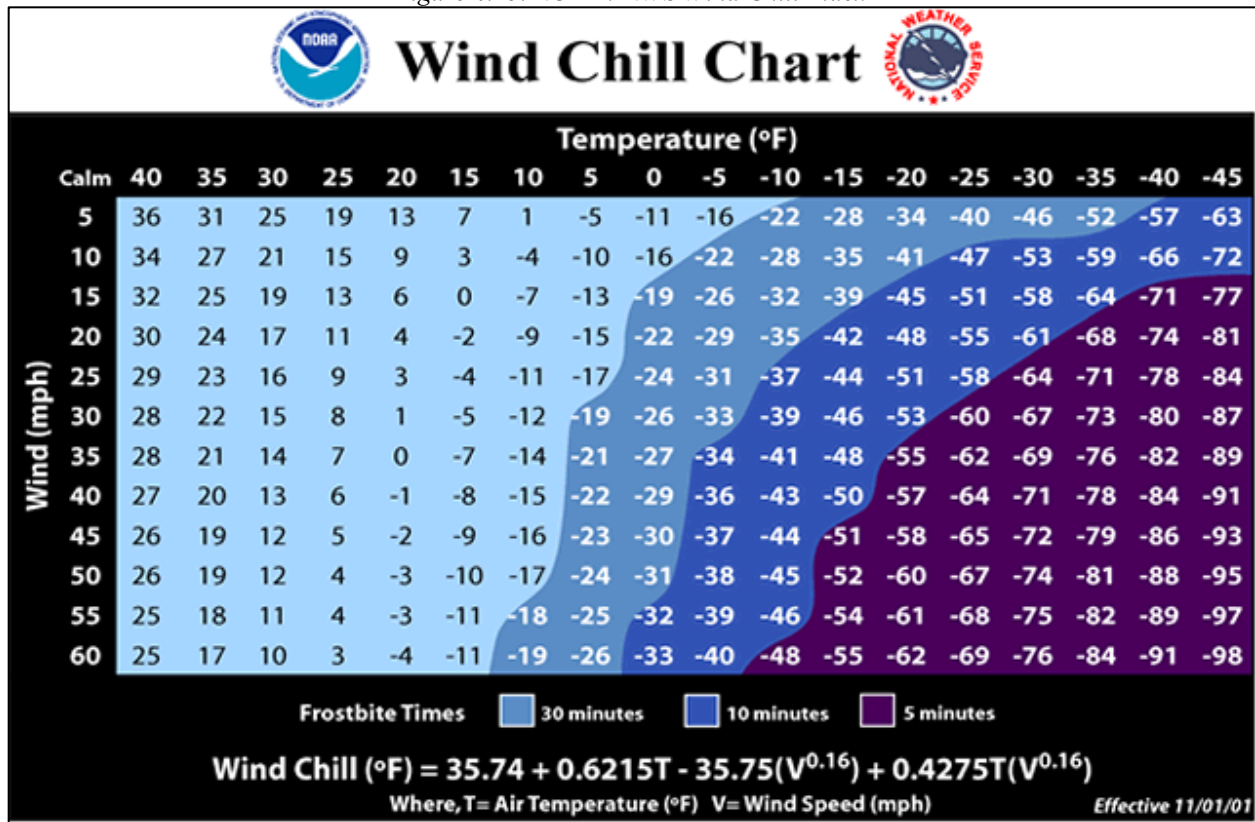 NOAA
Wind Chill Chart
NATIONAL WEATHER SERVICE
Temperature (ºF)
Calm 40 35 30 25 20 15 10 5 0 -5 -10 -15 -20 -25 -30 -35 -40 -45
Wind (mph)
5 36 31 25 19 13 7 1 -5 -11 -16 -22 -28 -34 -40 -46 -52 -57 -63
10 34 27 21 15 9 3 -4 -10 -16 -22 -28 -35 -41 -47 -53 -59 -66 -72
15 32 25 19 13 6 0 -7 -13 -19 -26 -32 -39 -45 -51 -58 -64 -71 -77
20 30 24 17 11 4 -2 -9 -15 -22 -29 -35 -42 -48 -55 -61 -68 -74 -81
25 29 23 16 9 3 -4 -11 -17 -24 -31 -37 -44 -51 -58 -64 -71 -78 -84
30 28 22 15 8 1 -5 -12 -19 -26 -33 -39 -46 -53 -60 -67 -73 -80 -87
35 28 21 14 7 0 -7 -14 -21 -27 -34 -41 -48 -55 -62 -69 -76 -82 -89
40 27 20 13 6 -1 -8 -15 -22 -29 -36 -43 -50 -57 -64 -71 -78 -84 -91
45 26 19 12 5 -2 -9 -16 -23 -30 -37 -44 -51 -58 -65 -72 -79 -86 -93
50 26 19 12 4 -3 -10 -17 -24 -31 -38 -45 -52 -60 -67 -74 -81 -88 -95
55 25 18 11 4 -3 -11 -18 -25 -32 -39 -46 -54 -61 -68 -75 -82 -89 -97
60 25 17 10 3 -4 -11 -19 -26 -33 -40 -48 -55 -62 -69 -76 -84 -91 -98
Frostbite Times 30 minutes 10 minutes 5 minutes
Wind Chill (ºF) = 35.74 + 0.6215T - 35.75(V^0.16) + 0.4275T(V^0.16)
Where, T= Air Temperature (ºF) V= Wind Speed (mph) Effective 11/01/01